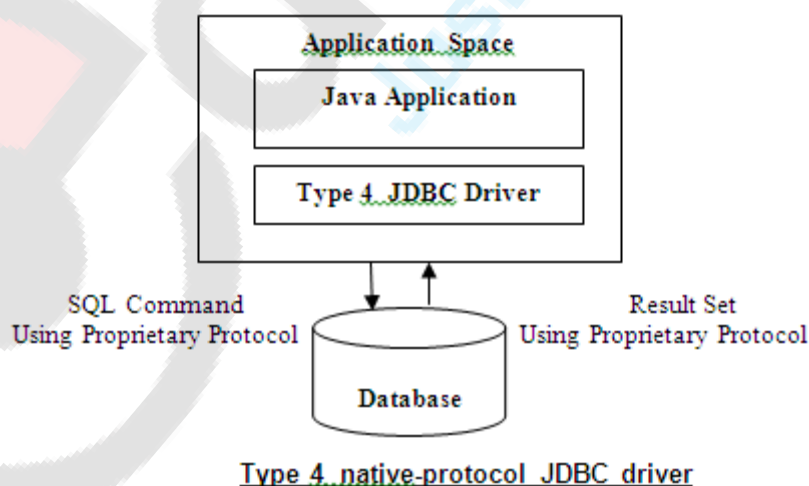 Application Space
Java Application
Type 4 JDBC Driver
SQL Command
Using Proprietary Protocol
Result Set
Using Proprietary Protocol
Database
Type 4 native-protocol JDBC driver